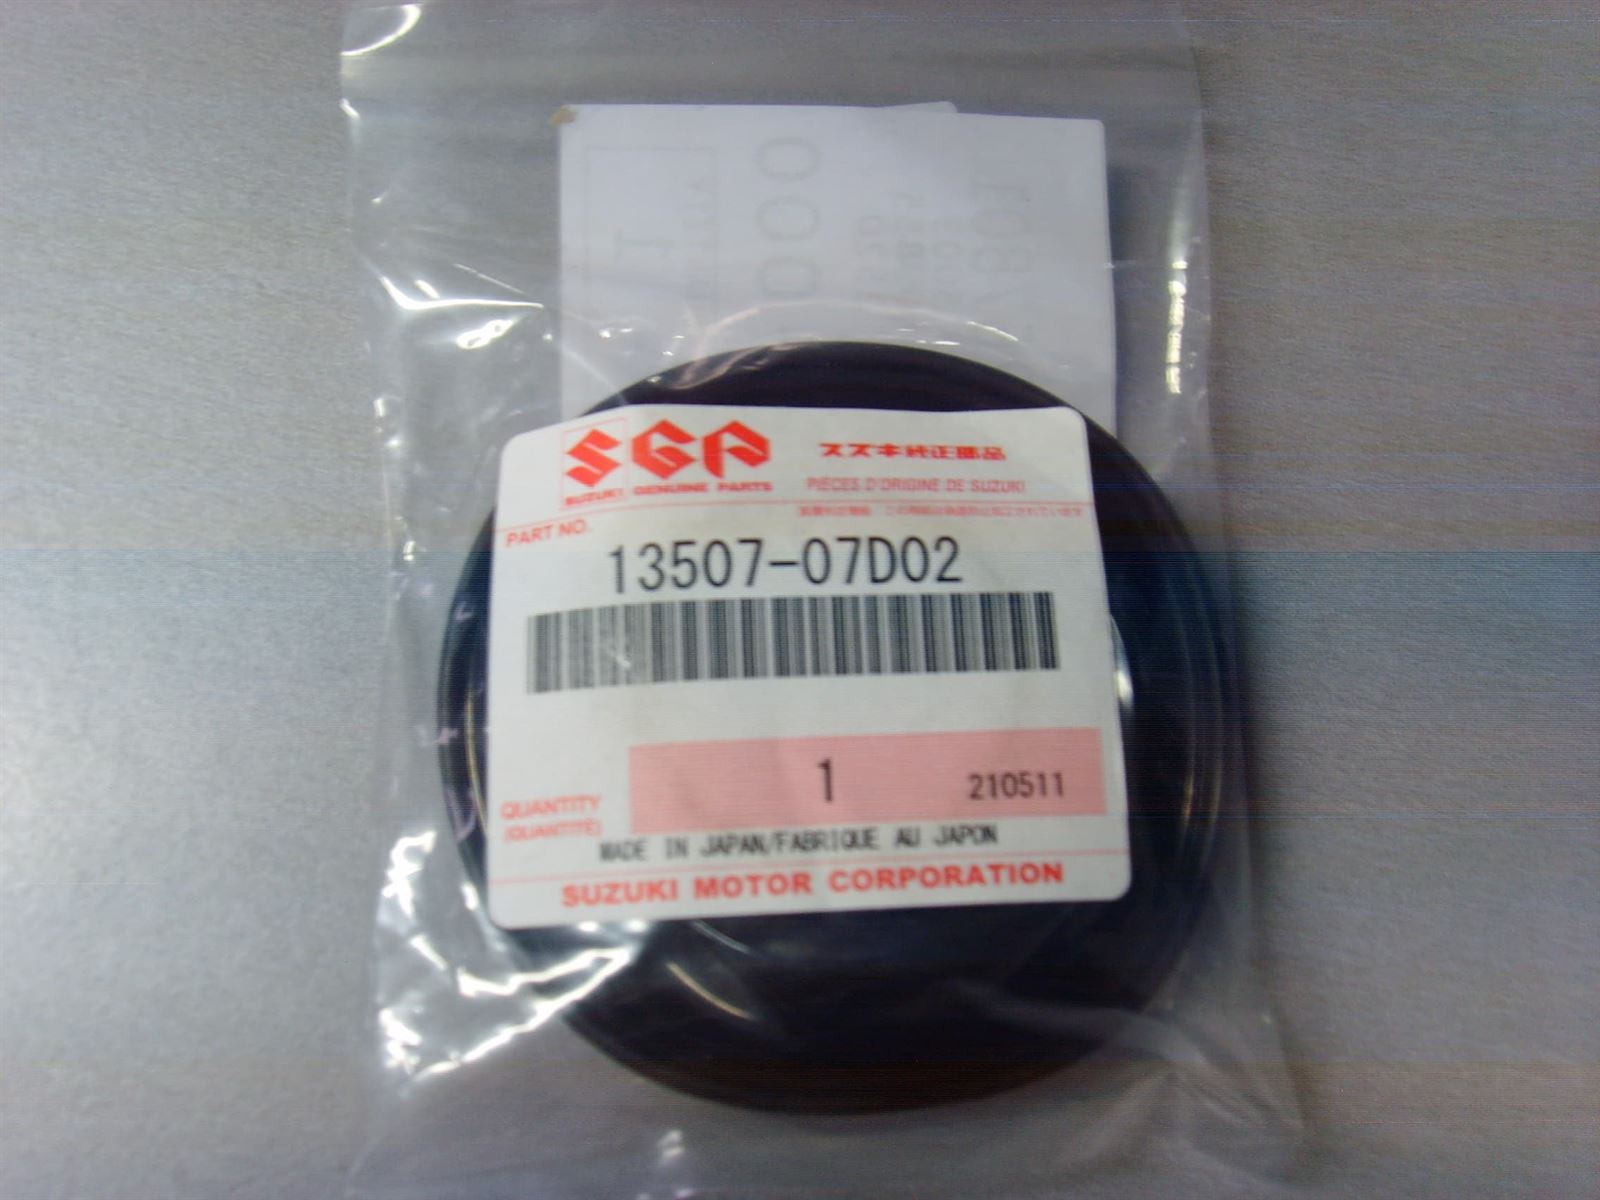 SGP
SUZUKI GENUINE PARTS
スズキ純正部品
PIÈCES D'ORIGINE DE SUZUKI
PART NO.
13507-07D02
1
210511
QUANTITY
(QUANTITÉ)
MADE IN JAPAN/FABRIQUE AU JAPON
SUZUKI MOTOR CORPORATION